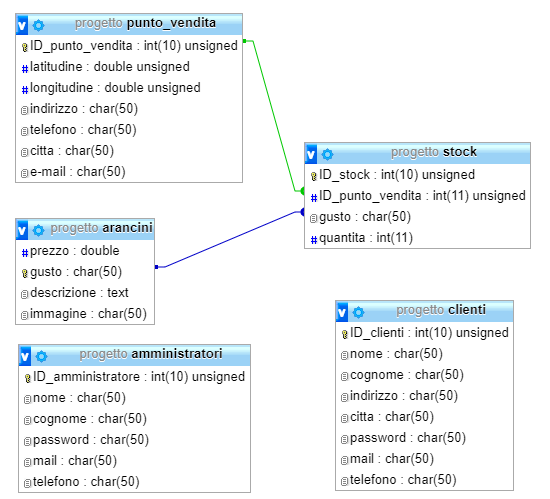 progetto punto_vendita
ID_punto_vendita : int(10) unsigned
latitudine : double unsigned
longitudine : double unsigned
indirizzo : char(50)
telefono : char(50)
citta : char(50)
e-mail : char(50)
progetto stock
ID_stock : int(10) unsigned
ID_punto_vendita : int(11) unsigned
gusto : char(50)
quantita : int(11)
progetto arancini
prezzo : double
gusto : char(50)
descrizione : text
immagine : char(50)
progetto clienti
ID_clienti : int(10) unsigned
nome : char(50)
cognome : char(50)
indirizzo : char(50)
citta : char(50)
password : char(50)
mail : char(50)
telefono : char(50)
progetto amministratori
ID_amministratore : int(10) unsigned
nome : char(50)
cognome : char(50)
password : char(50)
mail : char(50)
telefono : char(50)